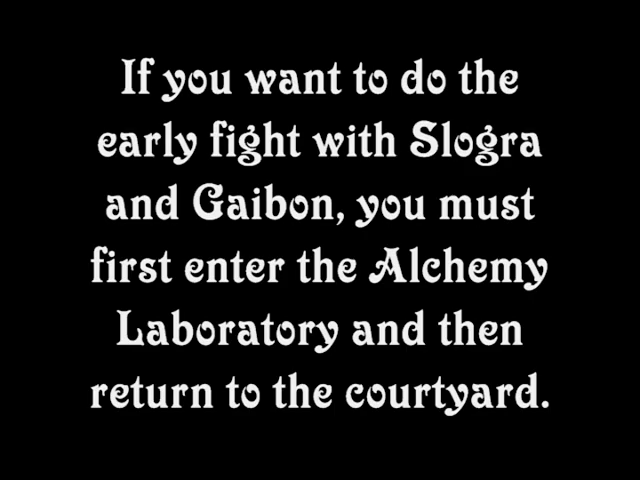 If you want to do the
early fight with Slogra
and Gaibon, you must
first enter the Alchemy
Laboratory and then
return to the courtyard.